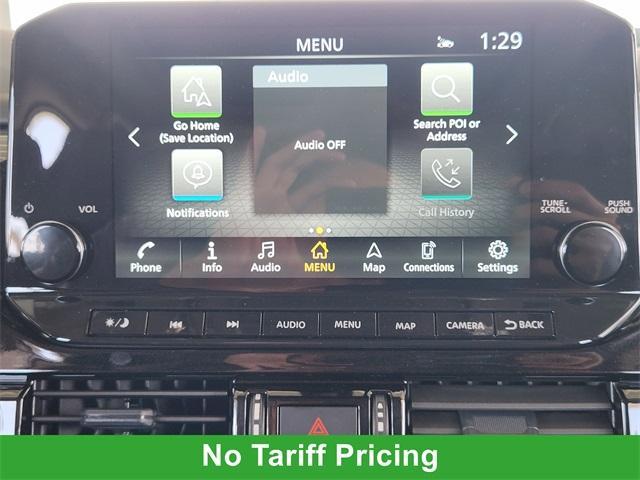 MENU
1:29
Audio
Go Home
(Save Location)
Audio OFF
Search POI or
Address
Notifications
Call History
VOL
TUNE-
SCROLL
PUSH
SOUND
Phone
Info
Audio
MENU
Map
Connections
Settings
AUDIO
MENU
MAP
CAMERA
BACK
No Tariff Pricing